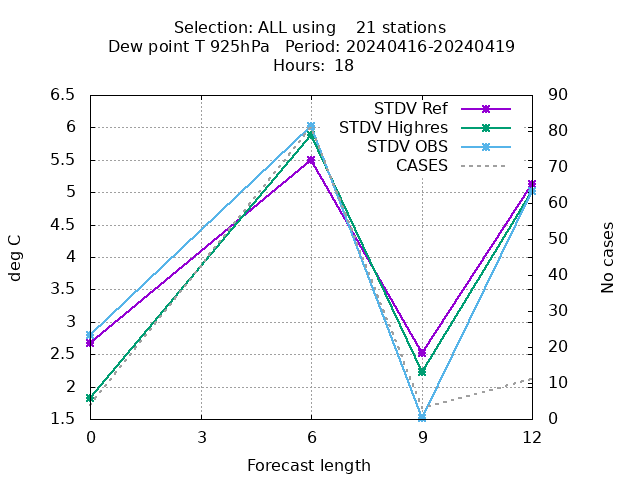 Selection: ALL using    21 stations
Dew point T 925hPa   Period: 20240416-20240419
Hours: 18
STDV Ref
STDV Highres
STDV OBS
CASES
6.5
6
5.5
5
4.5
4
3.5
3
2.5
2
1.5
90
80
70
60
50
40
30
20
10
0
deg C
No cases
0 3 6 9 12
Forecast length